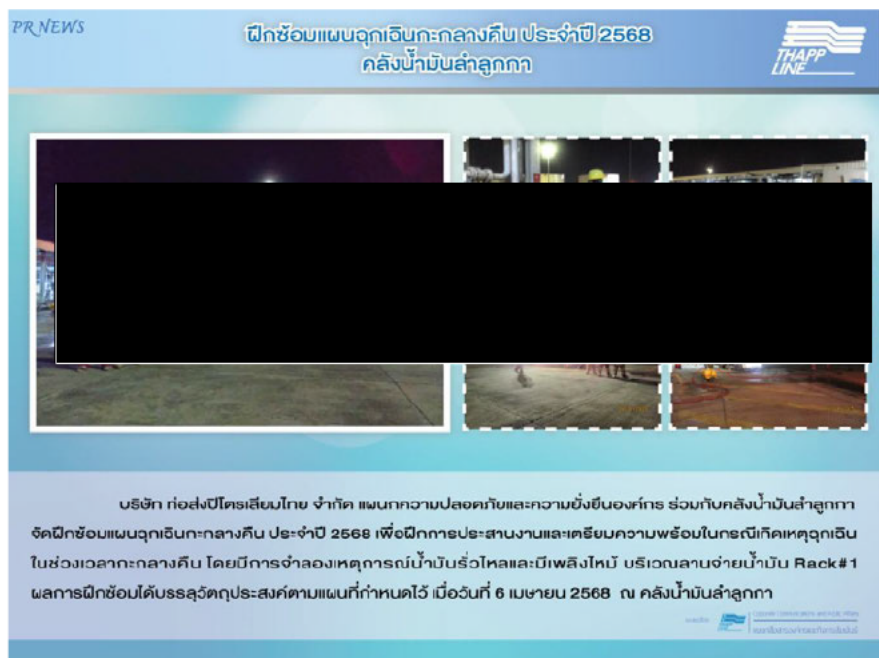 PR NEWS
ฝึกซ้อมแผนฉุกเฉินกะกลางคืน ประจำปี 2568
คลังน้ำมันลำลูกกา
THAPP
LINE
บริษัท ท่อส่งปิโตรเลียมไทย จำกัด แผนกความปลอดภัยและความยั่งยืนองค์กร ร่วมกับคลังน้ำมันลำลูกกา
จัดฝึกซ้อมแผนฉุกเฉินกะกลางคืน ประจำปี 2568 เพื่อฝึกการประสานงานและเตรียมความพร้อมในกรณีเกิดเหตุฉุกเฉิน
ในช่วงเวลากะกลางคืน โดยมีการจำลองเหตุการณ์น้ำมันรั่วไหลและมีเพลิงไหม้ บริเวณลานจ่ายน้ำมัน Rack#1
ผลการฝึกซ้อมได้บรรลุวัตถุประสงค์ตามแผนที่กำหนดไว้ เมื่อวันที่ 6 เมษายน 2568 ณ คลังน้ำมันลำลูกกา